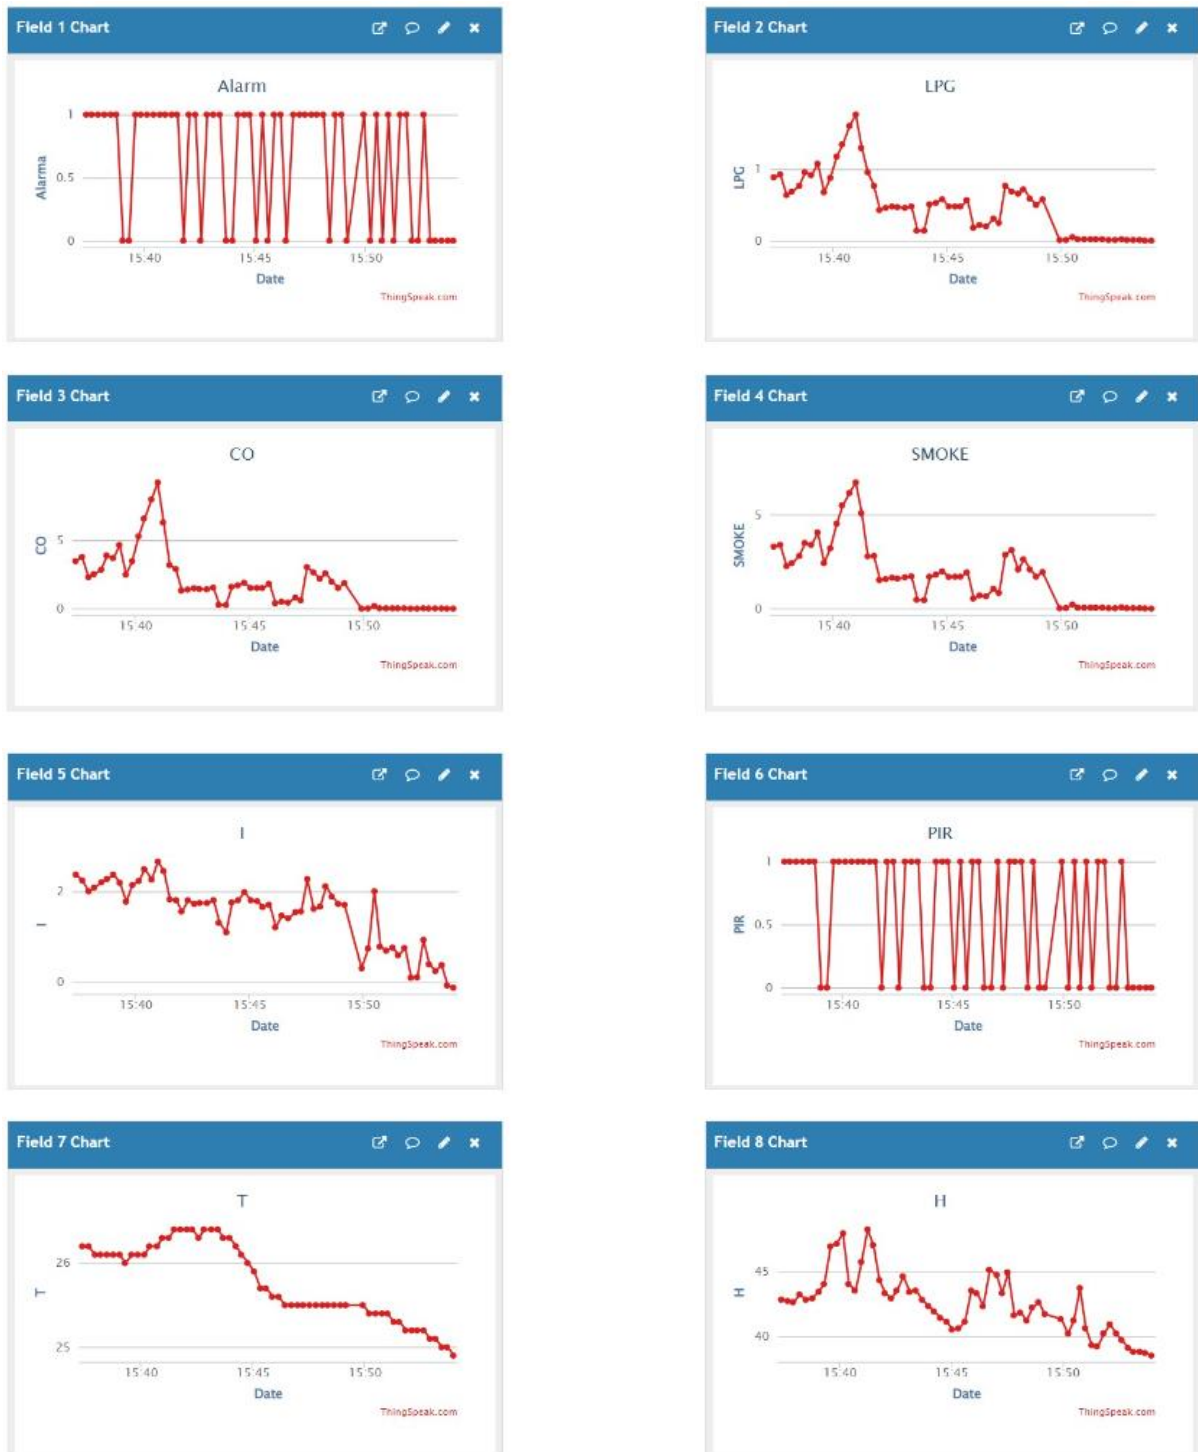 Field 1 Chart
Alarm
Alarma
1
0.5
0
15:40 15:45 15:50
Date
ThingSpeak.com
Field 2 Chart
LPG
LPG
1
0
15:40 15:45 15:50
Date
ThingSpeak.com
Field 3 Chart
CO
CO
5
0
15:40 15:45 15:50
Date
ThingSpeak.com
Field 4 Chart
SMOKE
SMOKE
5
0
15:40 15:45 15:50
Date
ThingSpeak.com
Field 5 Chart
I
I
2
0
15:40 15:45 15:50
Date
ThingSpeak.com
Field 6 Chart
PIR
PIR
1
0.5
0
15:40 15:45 15:50
Date
ThingSpeak.com
Field 7 Chart
T
T
26
25
15:40 15:45 15:50
Date
ThingSpeak.com
Field 8 Chart
H
H
45
40
15:40 15:45 15:50
Date
ThingSpeak.com